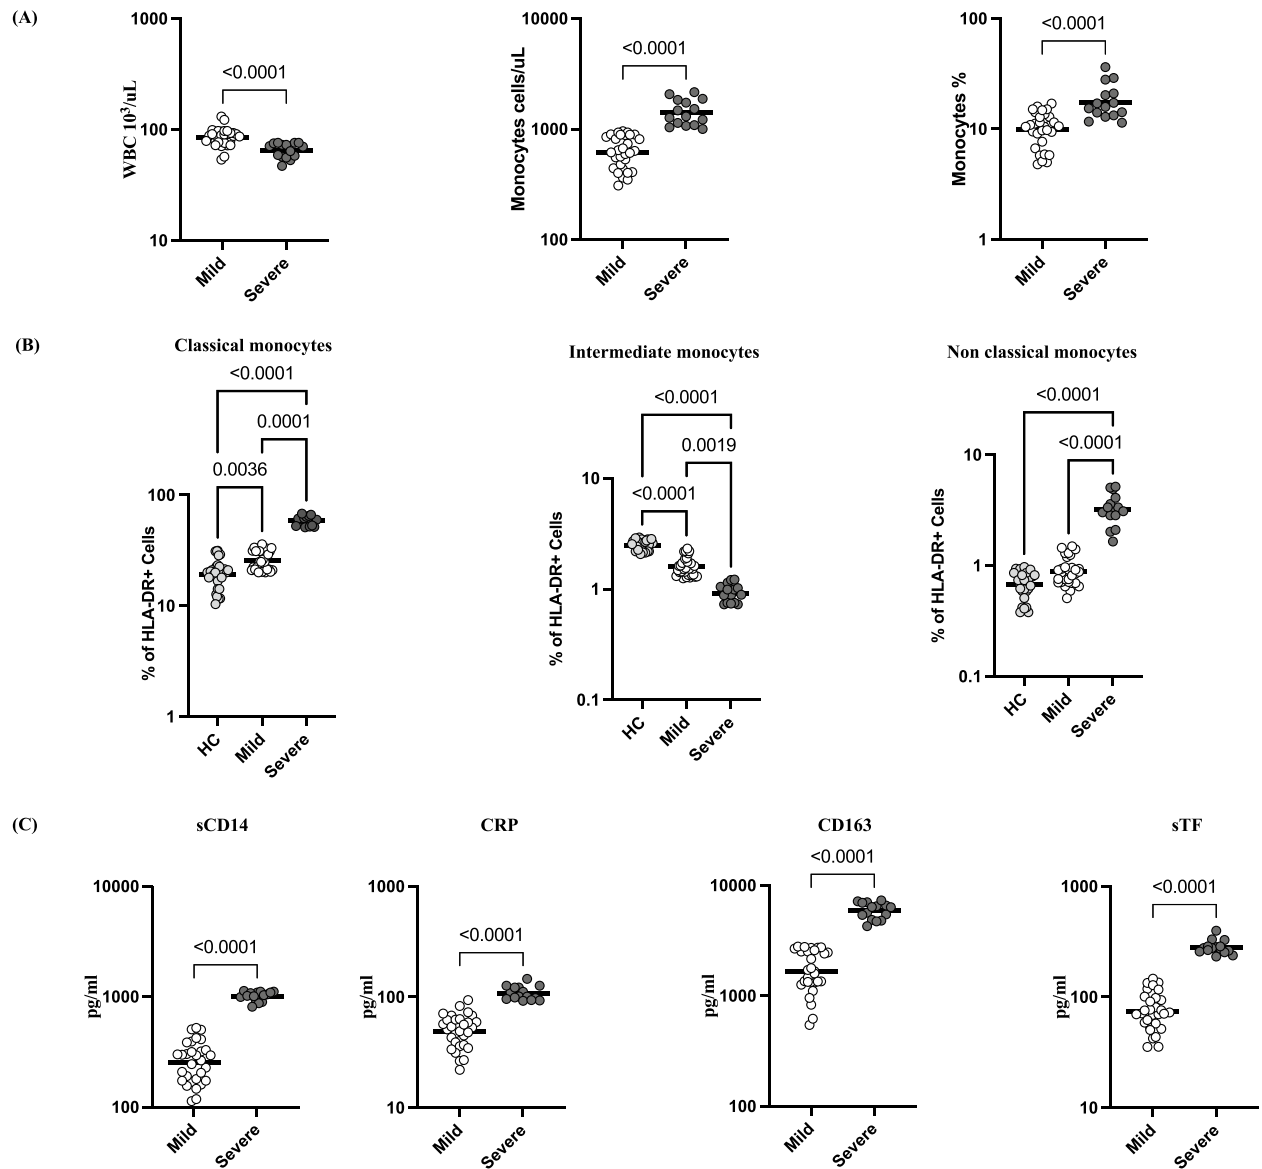 (A)
1000
100
10
WBC 10³/uL
<0.0001
Mild
Severe
10000
1000
100
Monocytes cells/uL
<0.0001
Mild
Severe
100
10
1
Monocytes %
<0.0001
Mild
Severe
(B)
Classical monocytes
<0.0001
0.0001
0.0036
100
10
1
% of HLA-DR+ Cells
HC
Mild
Severe
Intermediate monocytes
<0.0001
0.0019
<0.0001
10
1
0.1
% of HLA-DR+ Cells
HC
Mild
Severe
Non classical monocytes
<0.0001
<0.0001
10
1
0.1
% of HLA-DR+ Cells
HC
Mild
Severe
(C)
sCD14
10000
1000
100
pg/ml
<0.0001
Mild
Severe
CRP
1000
100
10
pg/ml
<0.0001
Mild
Severe
CD163
<0.0001
10000
1000
100
pg/ml
Mild
Severe
sTF
1000
100
10
pg/ml
<0.0001
Mild
Severe